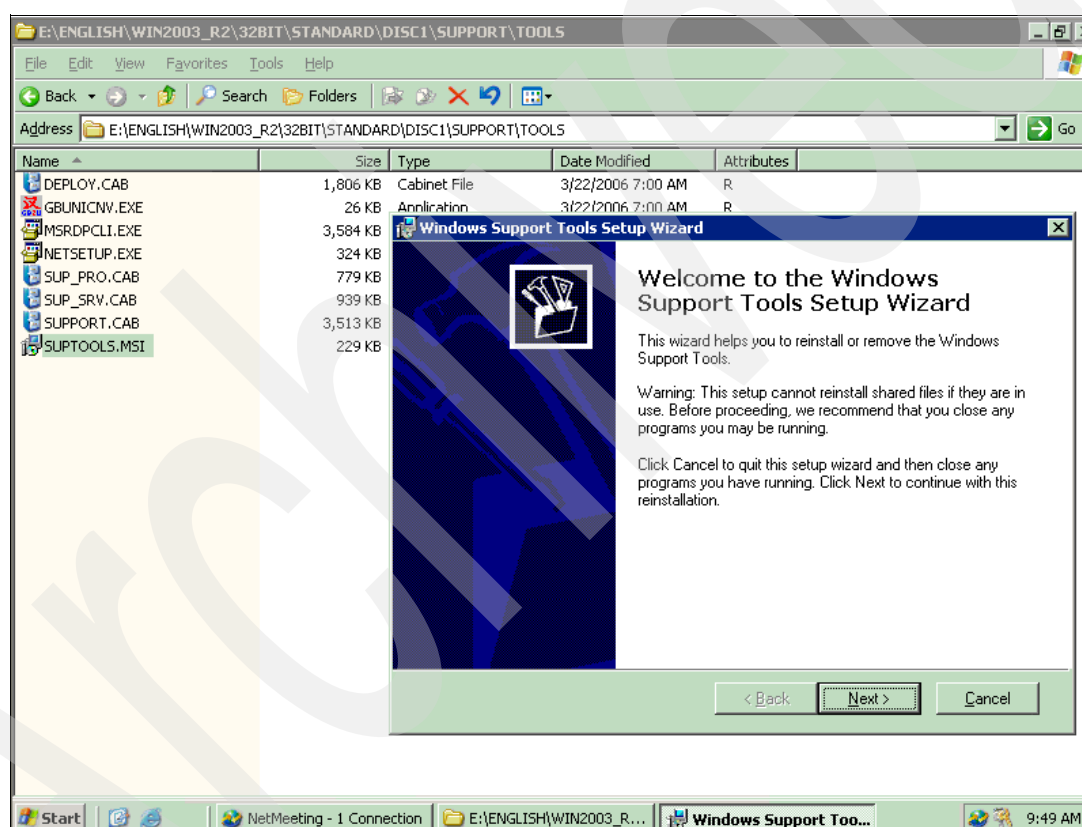 E:\ENGLISH\WIN2003_R2\32BIT\STANDARD\DISC1\SUPPORT\TOOLS
File Edit View Favorites Tools Help
Back Search Folders
Address E:\ENGLISH\WIN2003_R2\32BIT\STANDARD\DISC1\SUPPORT\TOOLS Go
Name Size Type Date Modified Attributes
DEPLOY.CAB 1,806 KB Cabinet File 3/22/2006 7:00 AM R
GBUNICNV.EXE 26 KB Application 3/22/2006 7:00 AM R
MSRDPCLI.EXE 3,584 KB
NETSETUP.EXE 324 KB
SUP_PRO.CAB 779 KB
SUP_SRV.CAB 939 KB
SUPPORT.CAB 3,513 KB
SUPTOOLS.MSI 229 KB
Windows Support Tools Setup Wizard
Welcome to the Windows
Support Tools Setup Wizard
This wizard helps you to reinstall or remove the Windows
Support Tools.
Warning: This setup cannot reinstall shared files if they are in
use. Before proceeding, we recommend that you close any
programs you may be running.
Click Cancel to quit this setup wizard and then close any
programs you have running. Click Next to continue with this
reinstallation.
< Back Next > Cancel
Start NetMeeting - 1 Connection E:\ENGLISH\WIN2003_R... Windows Support Too... 9:49 AM